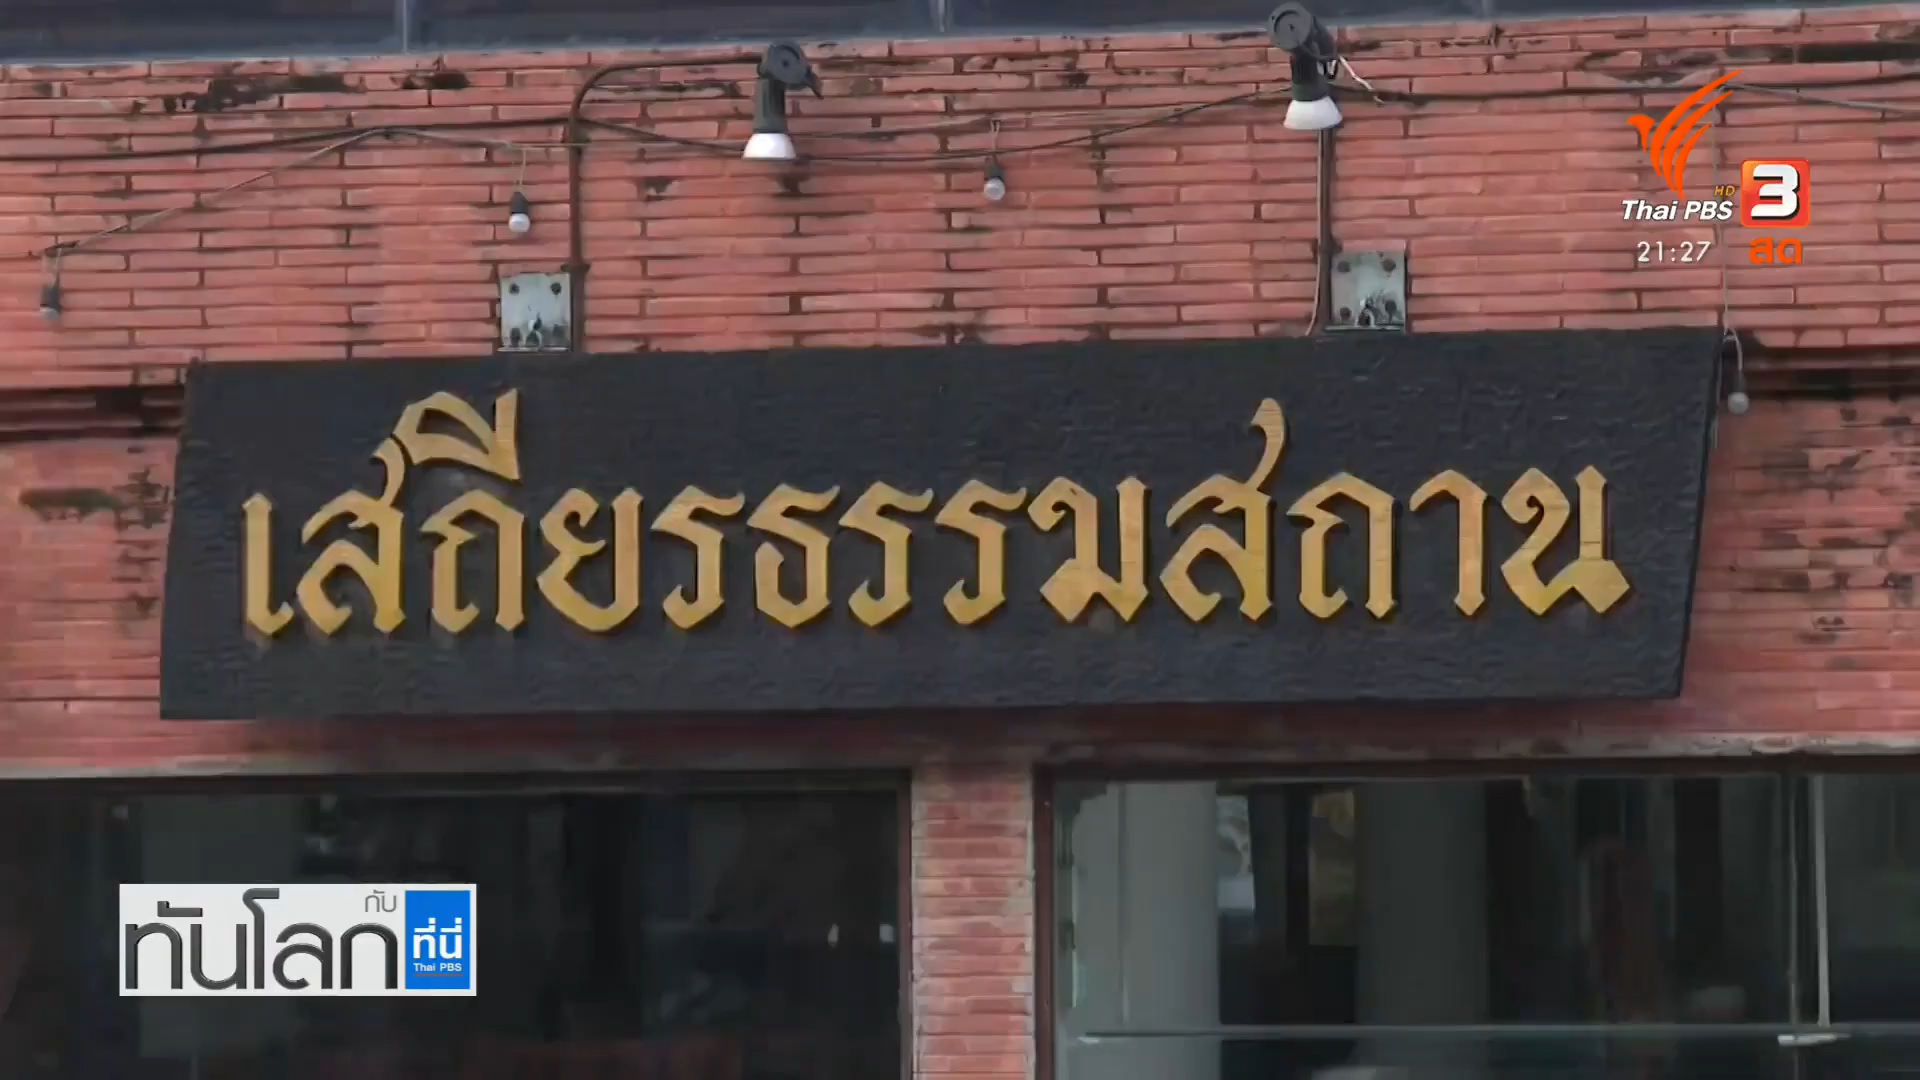 HD
Thai PBS 3
21:27 สด
เสถียรธรรมสถาน
ทันโลก กับ ที่นี่
Thai PBS